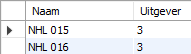 Naam Uitgever
NHL 015 3
NHL 016 3